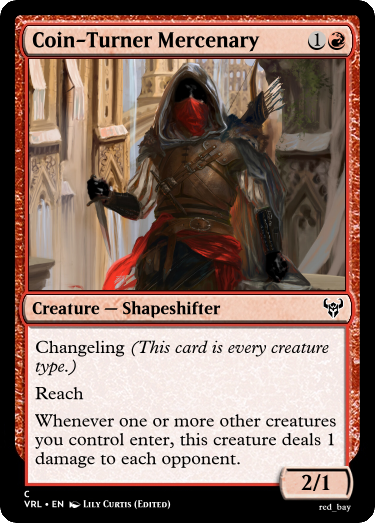 Coin-Turner Mercenary 1
Creature — Shapeshifter
Changeling (This card is every creature
type.)
Reach
Whenever one or more other creatures
you control enter, this creature deals 1
damage to each opponent.
2/1
C
VRL • EN Lily Curtis (Edited)
red_bay